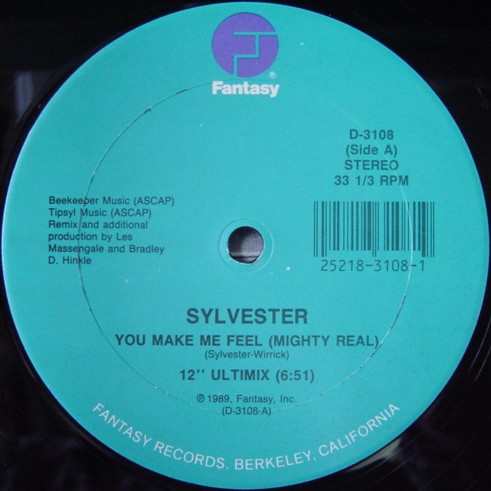 ®
Fantasy
D-3108
(Side A)
STEREO
33 1/3 RPM
Beekeeper Music (ASCAP)
Tipsyl Music (ASCAP)
Remix and additional
production by Les
Massengale and Bradley
D. Hinkle
25218-3108-1
SYLVESTER
YOU MAKE ME FEEL (MIGHTY REAL)
(Sylvester-Wirrick)
12'' ULTIMIX (6:51)
℗ 1989, Fantasy, Inc.
(D-3108-A)
FANTASY RECORDS, BERKELEY, CALIFORNIA